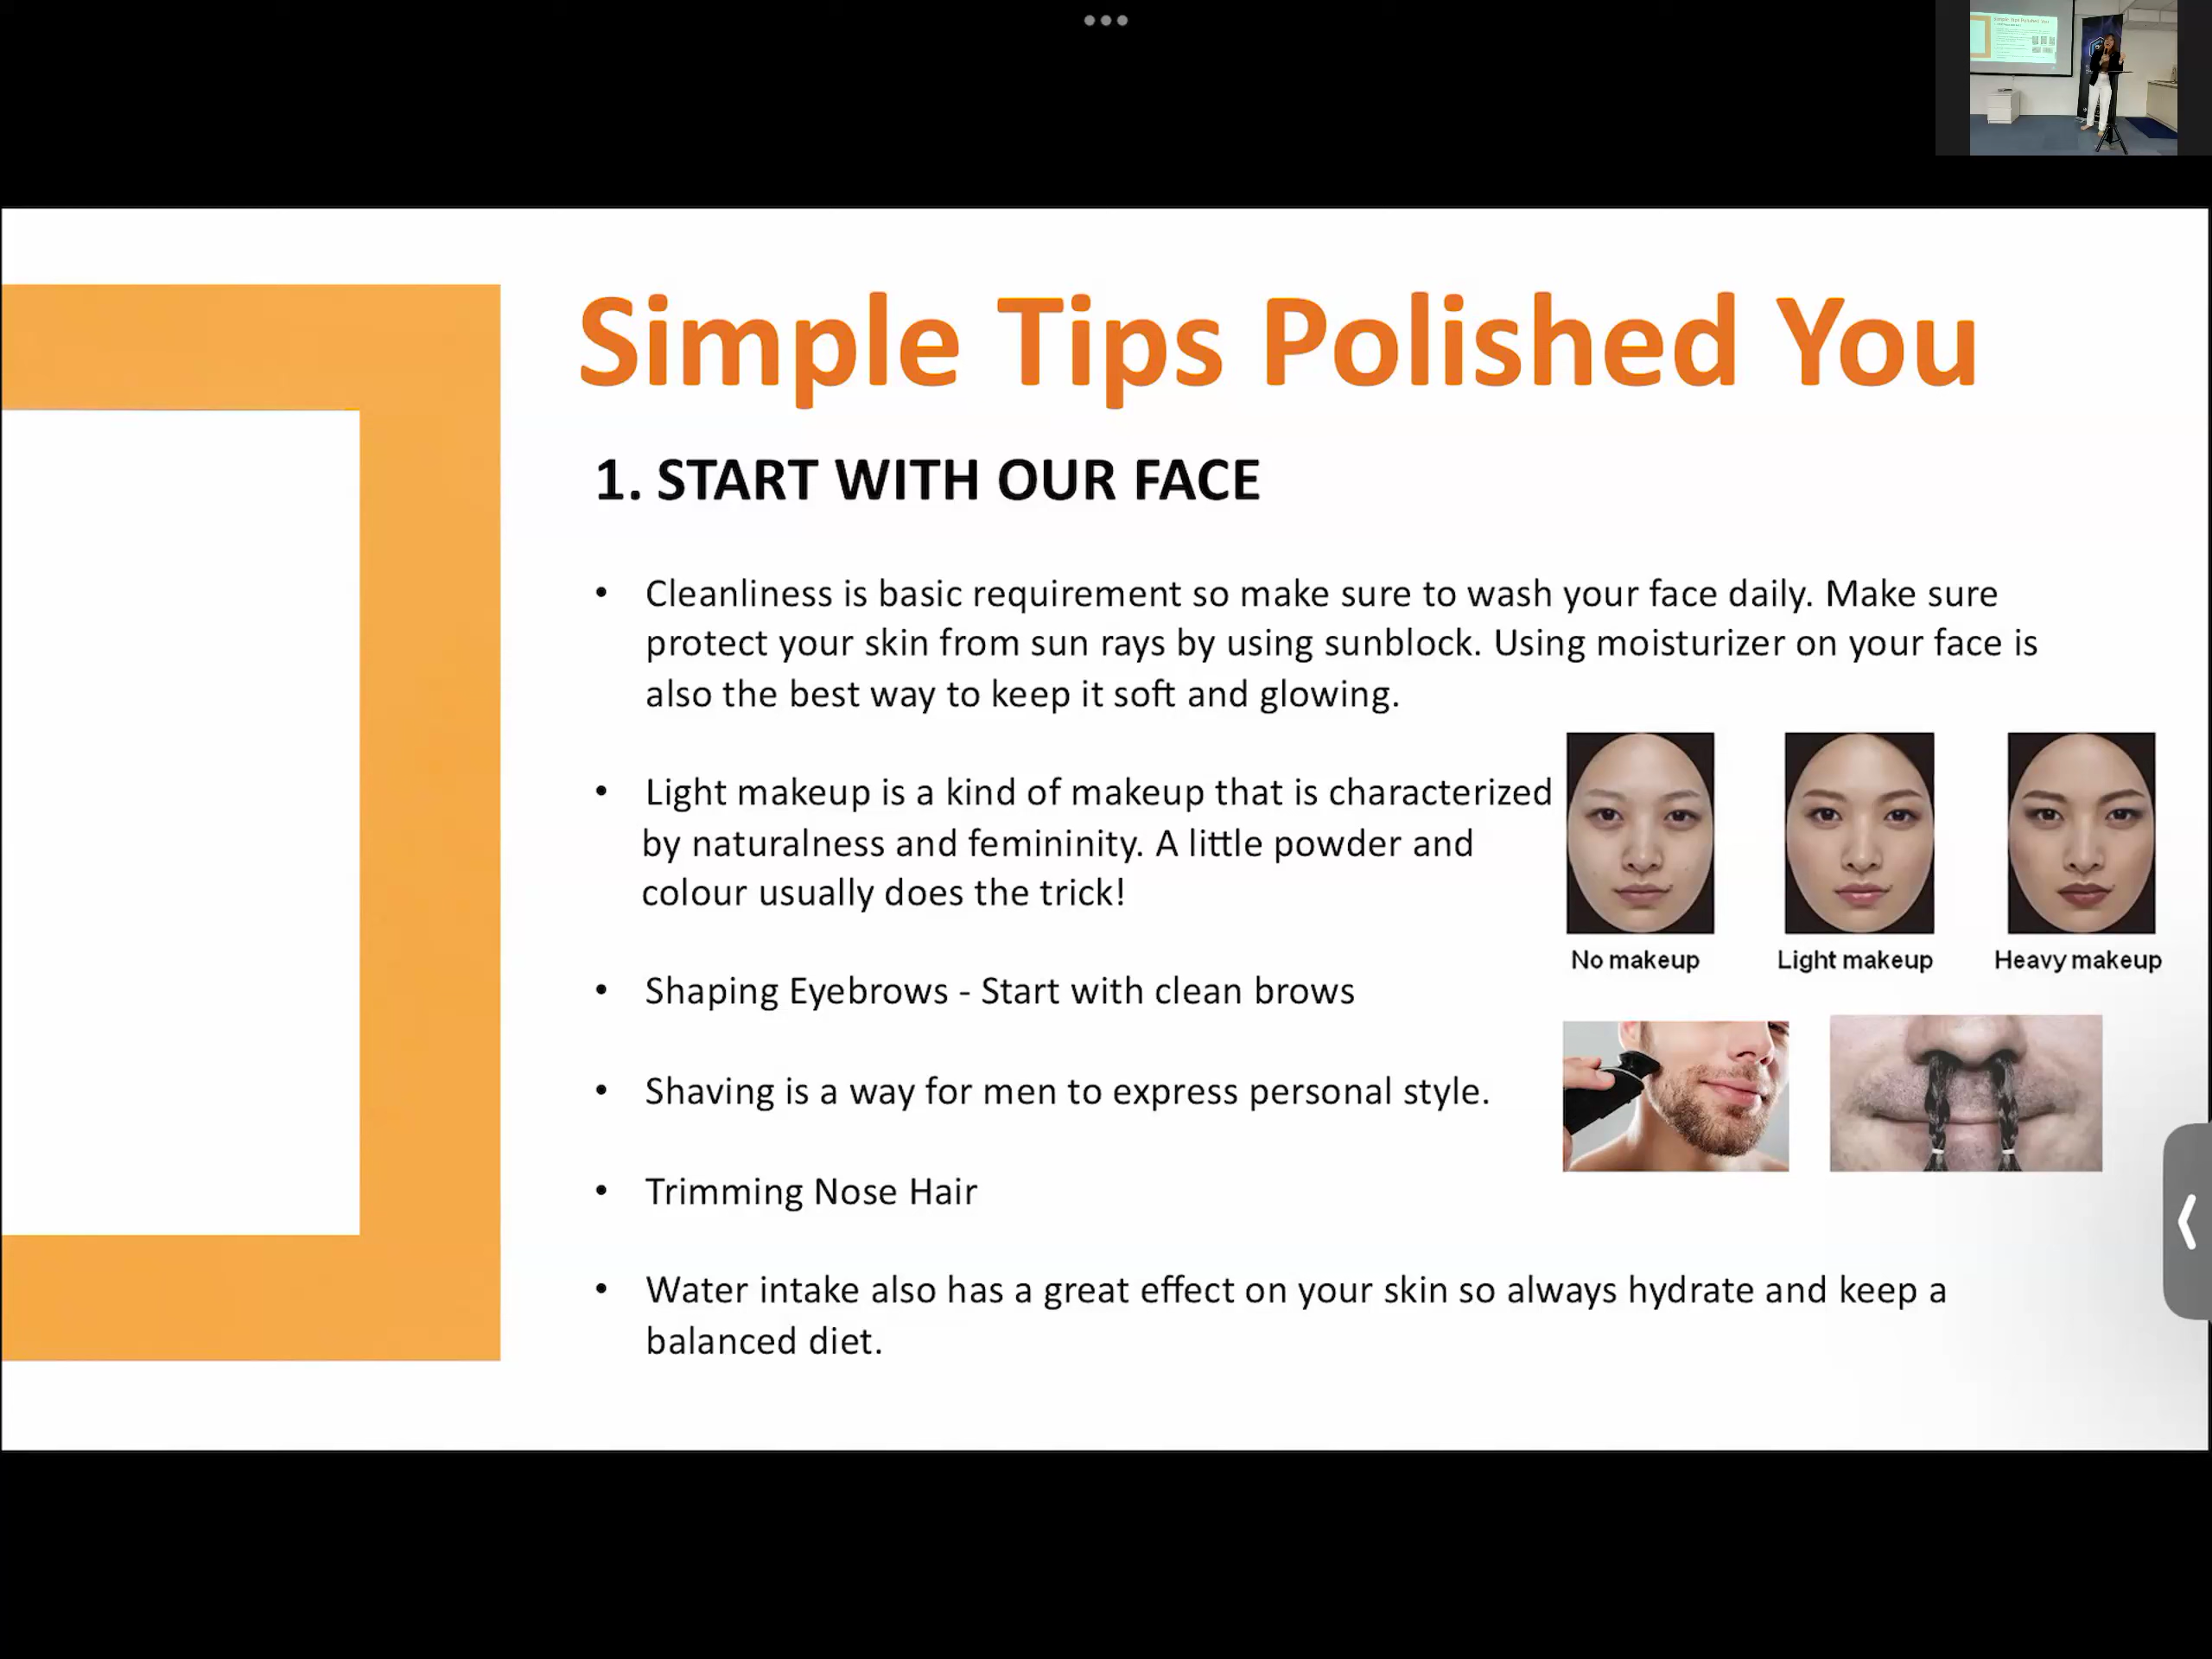 Simple Tips Polished You
1. START WITH OUR FACE
• Cleanliness is basic requirement so make sure to wash your face daily. Make sure
protect your skin from sun rays by using sunblock. Using moisturizer on your face is
also the best way to keep it soft and glowing.
• Light makeup is a kind of makeup that is characterized
by naturalness and femininity. A little powder and
colour usually does the trick!
No makeup Light makeup Heavy makeup
• Shaping Eyebrows - Start with clean brows
• Shaving is a way for men to express personal style.
• Trimming Nose Hair
• Water intake also has a great effect on your skin so always hydrate and keep a
balanced diet.